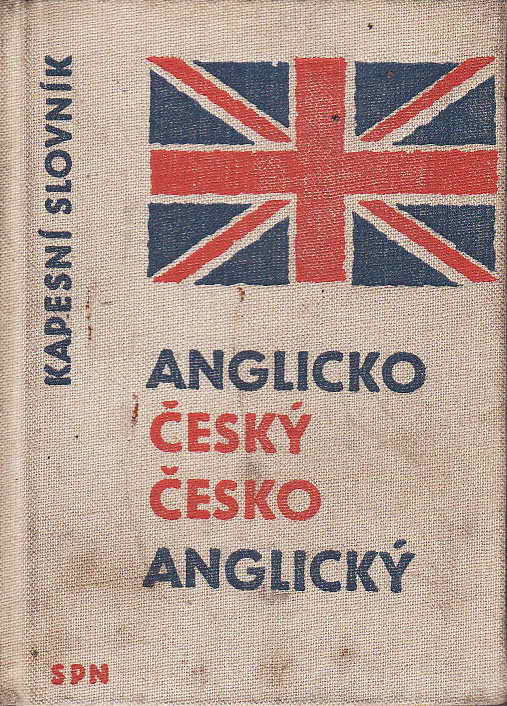 KAPESNÍ SLOVNÍK
ANGLICKO
ČESKÝ
ČESKO
ANGLICKÝ
SPN